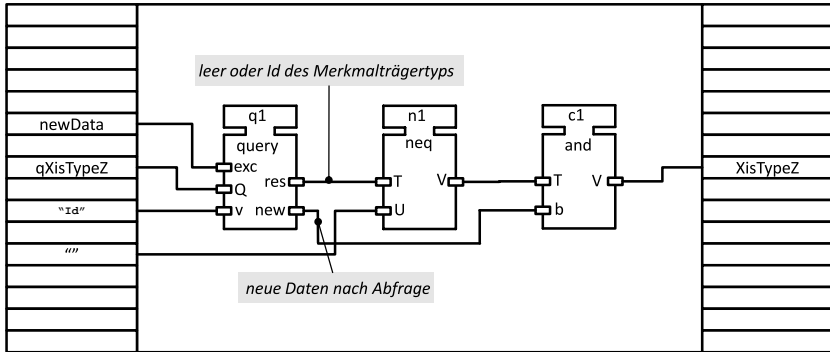 leer oder Id des Merkmalträgertyps
newData
qXisTypeZ
"Id"
“”
q1
query
exc
Q
v
res
new
n1
neq
T
U
V
c1
and
T
b
V
XisTypeZ
neue Daten nach Abfrage